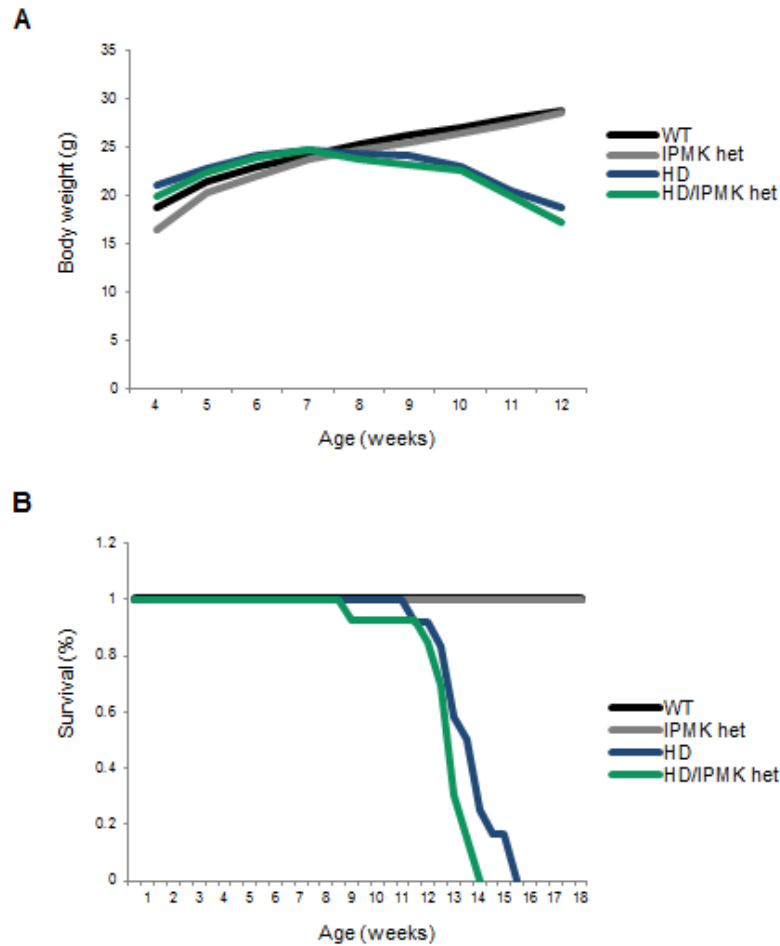 A
35
30
25
20
15
10
5
0
Body weight (g)
4 5 6 7 8 9 10 11 12
Age (weeks)
WT
IPMK het
HD
HD/IPMK het
B
1.2
1
0.8
0.6
0.4
0.2
0
Survival (%)
1 2 3 4 5 6 7 8 9 10 11 12 13 14 15 16 17 18
Age (weeks)
WT
IPMK het
HD
HD/IPMK het